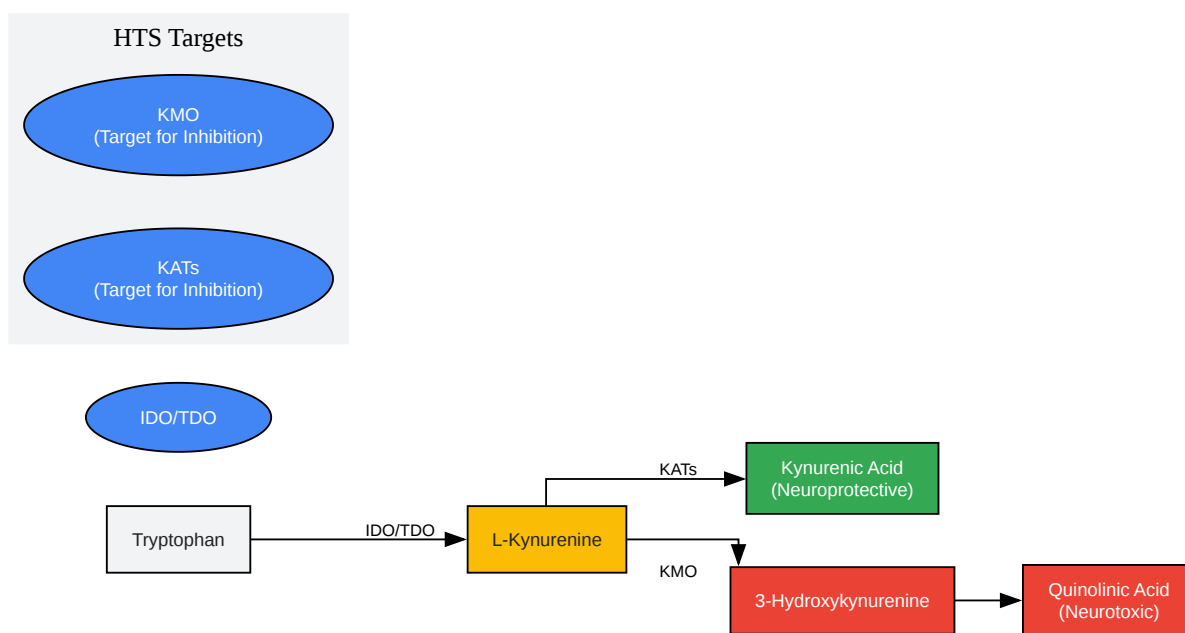 HTS Targets
KMO
(Target for Inhibition)
KATs
(Target for Inhibition)
IDO/TDO
KATs
Kynurenic Acid
(Neuroprotective)
Tryptophan
IDO/TDO
L-Kynurenine
KMO
3-Hydroxykynurenine
Quinolinic Acid
(Neurotoxic)